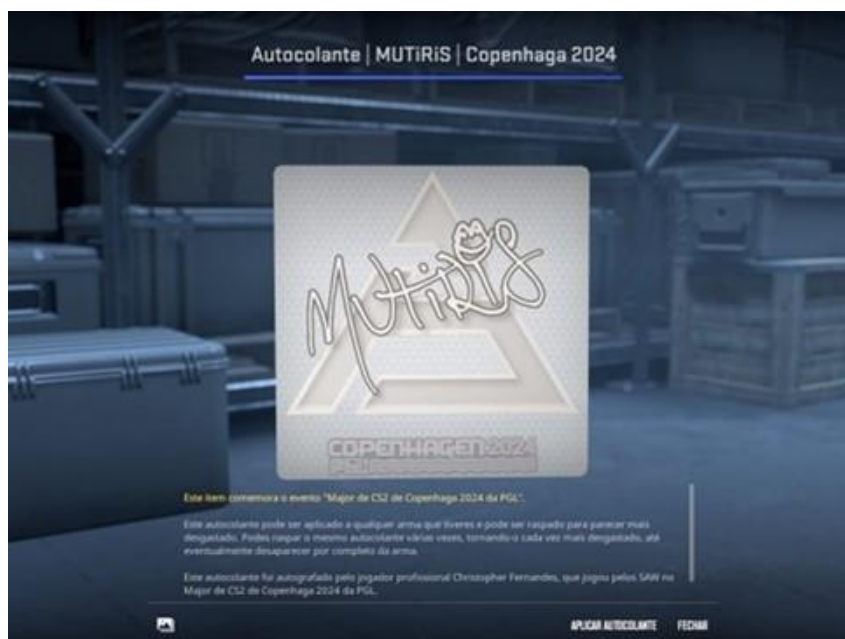 Autocolante | MUTiRiS | Copenhaga 2024
MUTiRiS
COPENHAGEN2024
Este item comemora o evento "Major de CS2 de Copenhaga 2024 da PGL".
Este autocolante pode ser aplicado a qualquer arma que tiveres e pode ser raspado para parecer mais
desgastado. Podes raspar o mesmo autocolante várias vezes, tornando-o cada vez mais desgastado, até
eventualmente desaparecer por completo da arma.
Este autocolante foi autografado pelo jogador profissional Christopher Fernandes, que jogou pelos SAW no
Major de CS2 de Copenhaga 2024 da PGL.
APLICAR AUTOCOLANTE FECHAR